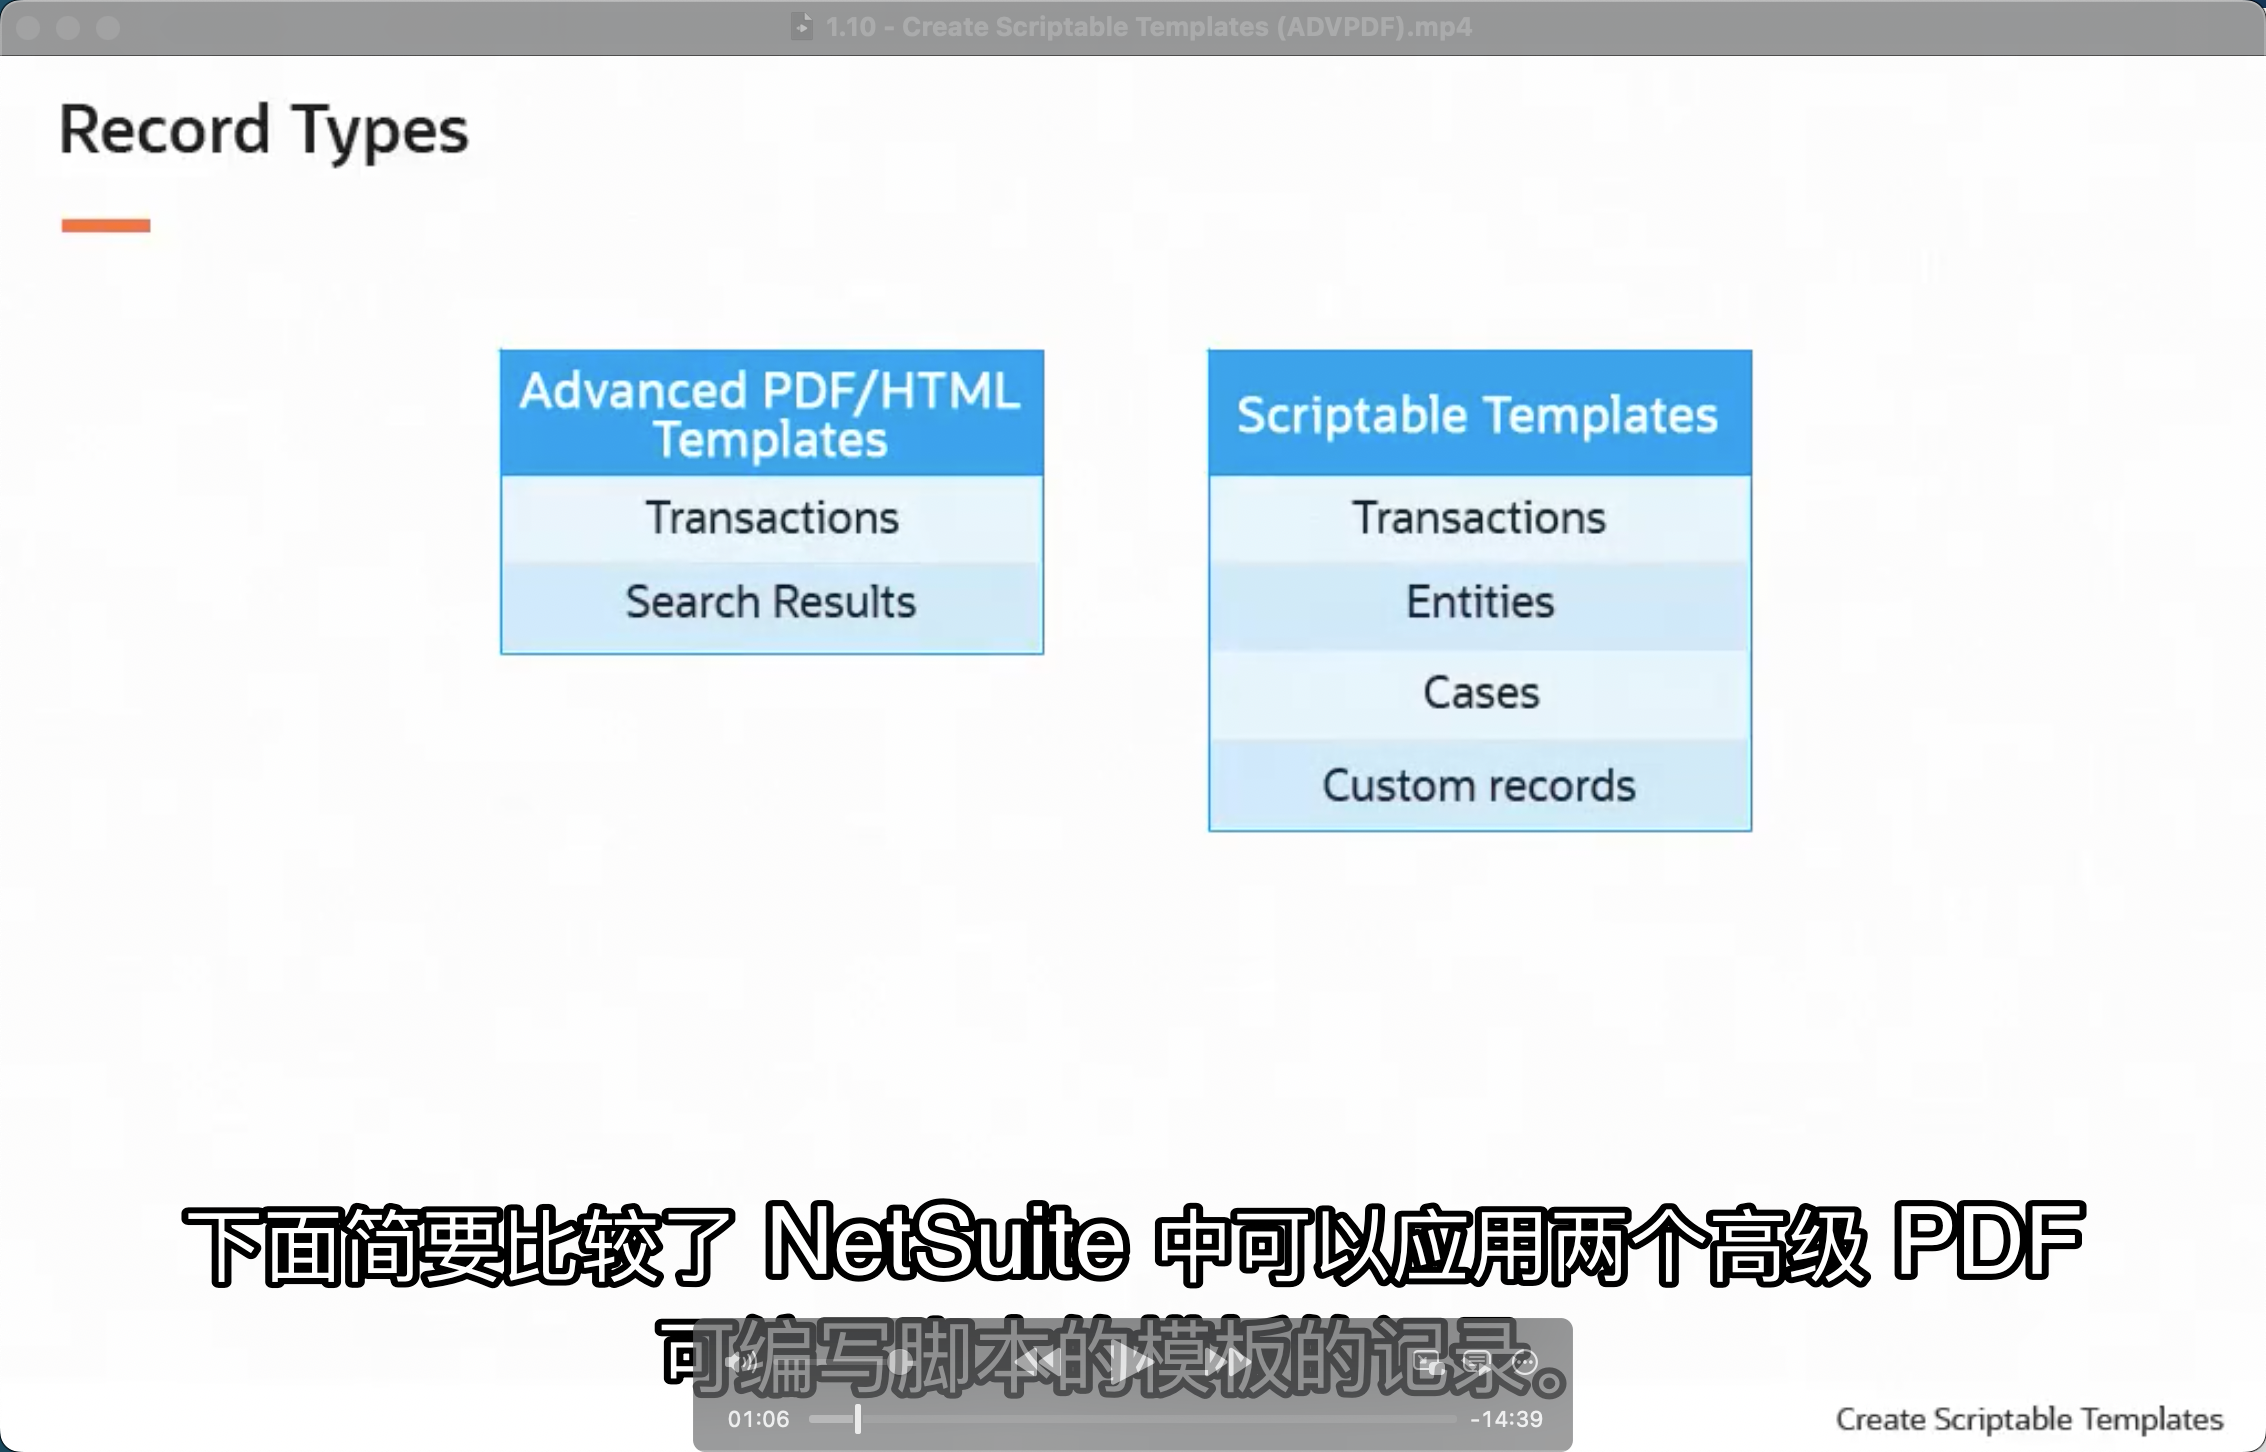 1.10 - Create Scriptable Templates (ADVPDF).mp4
Record Types
Advanced PDF/HTML
Templates
Transactions
Search Results
Scriptable Templates
Transactions
Entities
Cases
Custom records
下面简要比较了 NetSuite 中可以应用两个高级 PDF
可编写脚本的模板的记录。
01:06
-14:39
Create Scriptable Templates